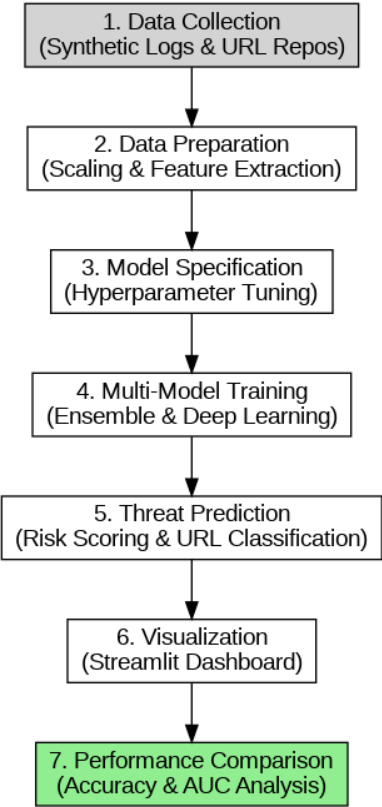 1. Data Collection
(Synthetic Logs & URL Repos)
2. Data Preparation
(Scaling & Feature Extraction)
3. Model Specification
(Hyperparameter Tuning)
4. Multi-Model Training
(Ensemble & Deep Learning)
5. Threat Prediction
(Risk Scoring & URL Classification)
6. Visualization
(Streamlit Dashboard)
7. Performance Comparison
(Accuracy & AUC Analysis)